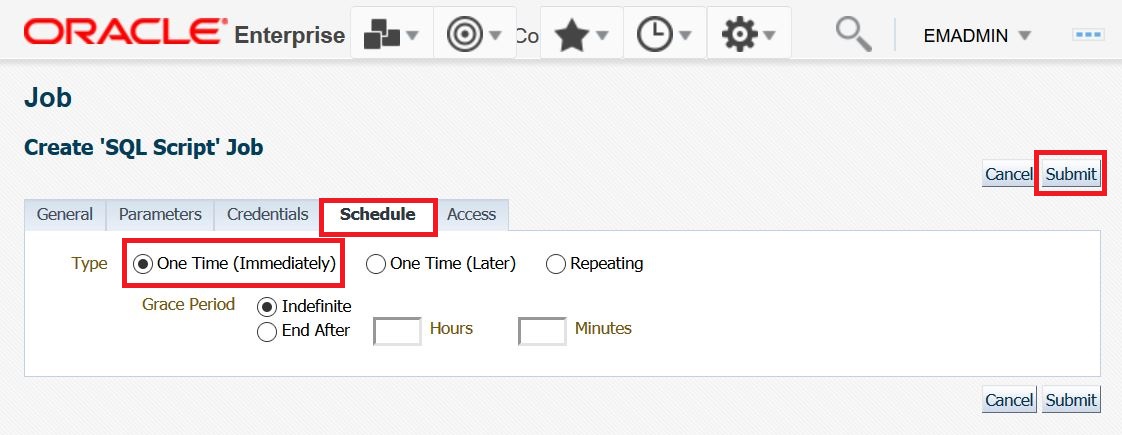 ORACLE Enterprise Co EMADMIN
Job
Create 'SQL Script' Job
Cancel Submit
General Parameters Credentials Schedule Access
Type One Time (Immediately) One Time (Later) Repeating
Grace Period Indefinite
End After Hours Minutes
Cancel Submit